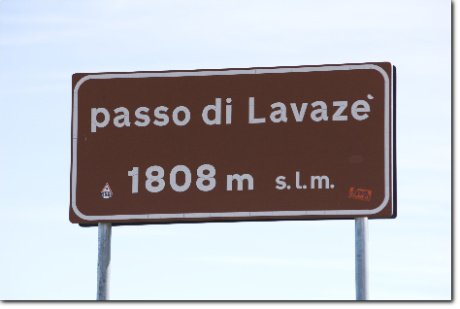 passo di Lavazè
1808 m s.l.m.